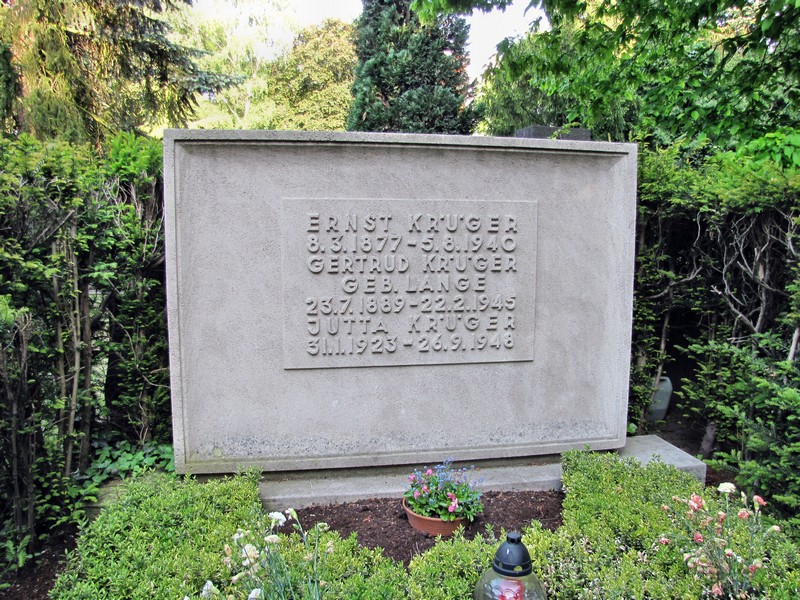 ERNST KRÜGER
8.3.1877-5.8.1940
GERTRUD KRÜGER
GEB. LANGE
23.7.1889-22.2.1945
JUTTA KRÜGER
31.1.1923-26.9.1948